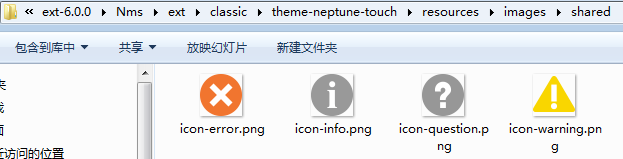 « ext-6.0.0 ▸ Nms ▸ ext ▸ classic ▸ theme-neptune-touch ▸ resources ▸ images ▸ shared
包含到库中 共享 放映幻灯片 新建文件夹
icon-error.png icon-info.png icon-question.p icon-warning.pn
ng g
近访问的位置